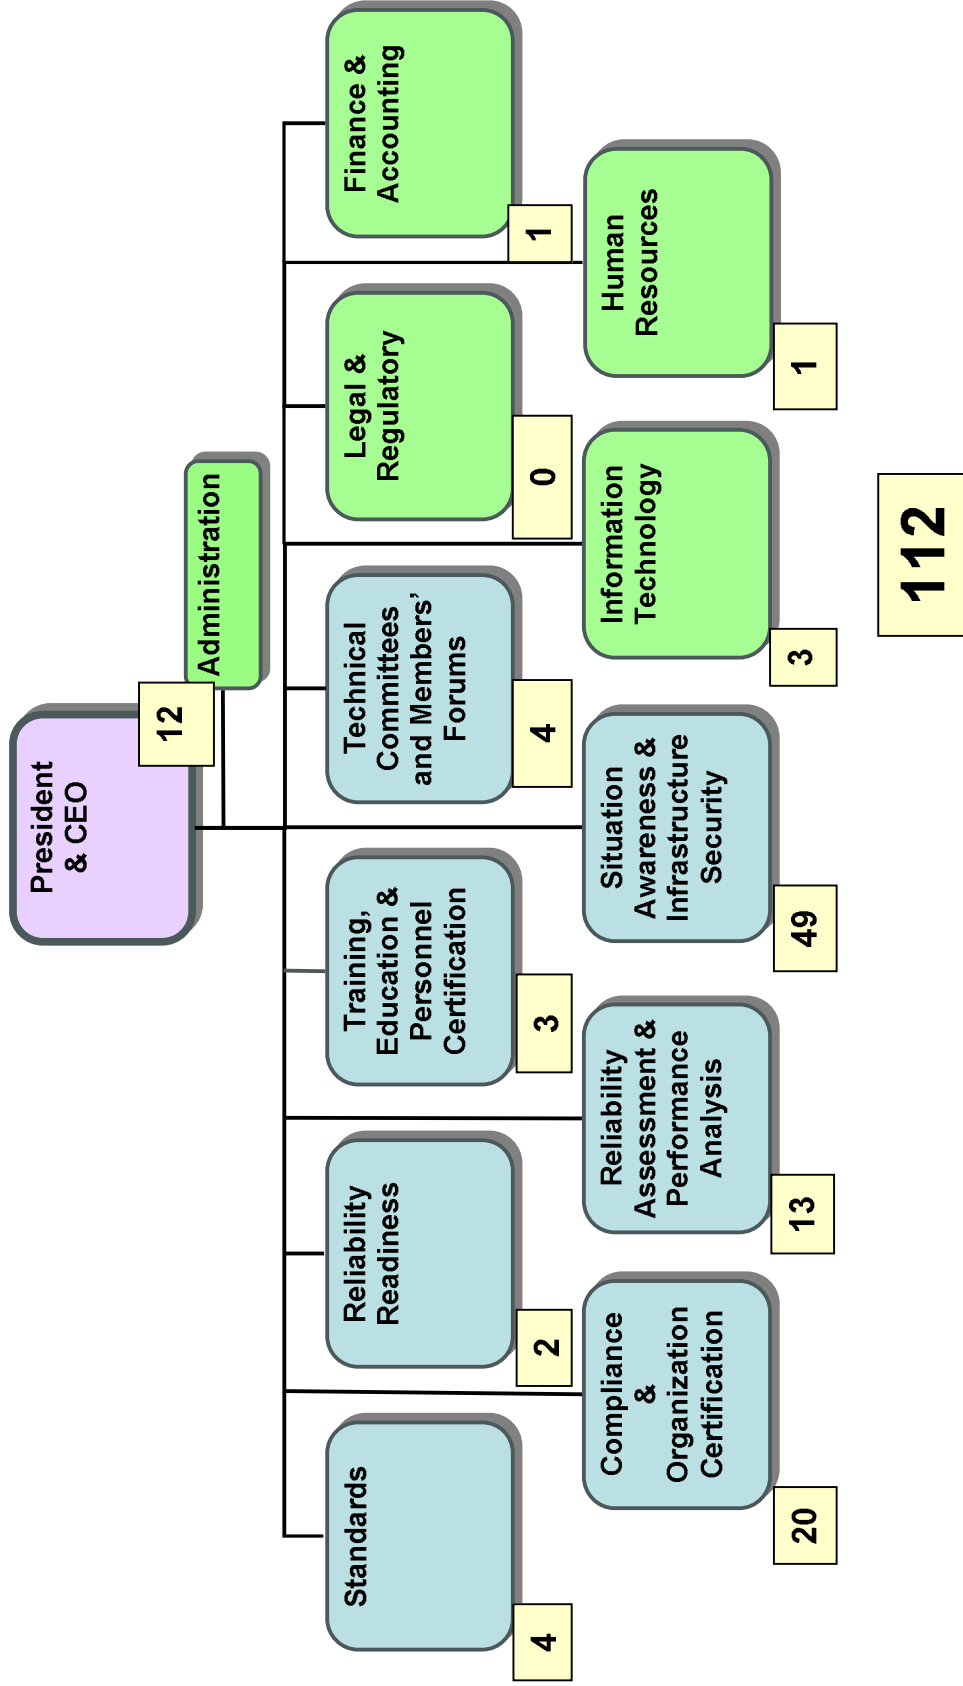 President
& CEO
12
Administration
Standards
4
Reliability
Readiness
2
Training,
Education &
Personnel
Certification
3
Technical
Committees
and Members’
Forums
4
Legal &
Regulatory
0
Finance &
Accounting
1
Compliance
&
Organization
Certification
20
Reliability
Assessment &
Performance
Analysis
13
Situation
Awareness &
Infrastructure
Security
49
Information
Technology
3
Human
Resources
1
112